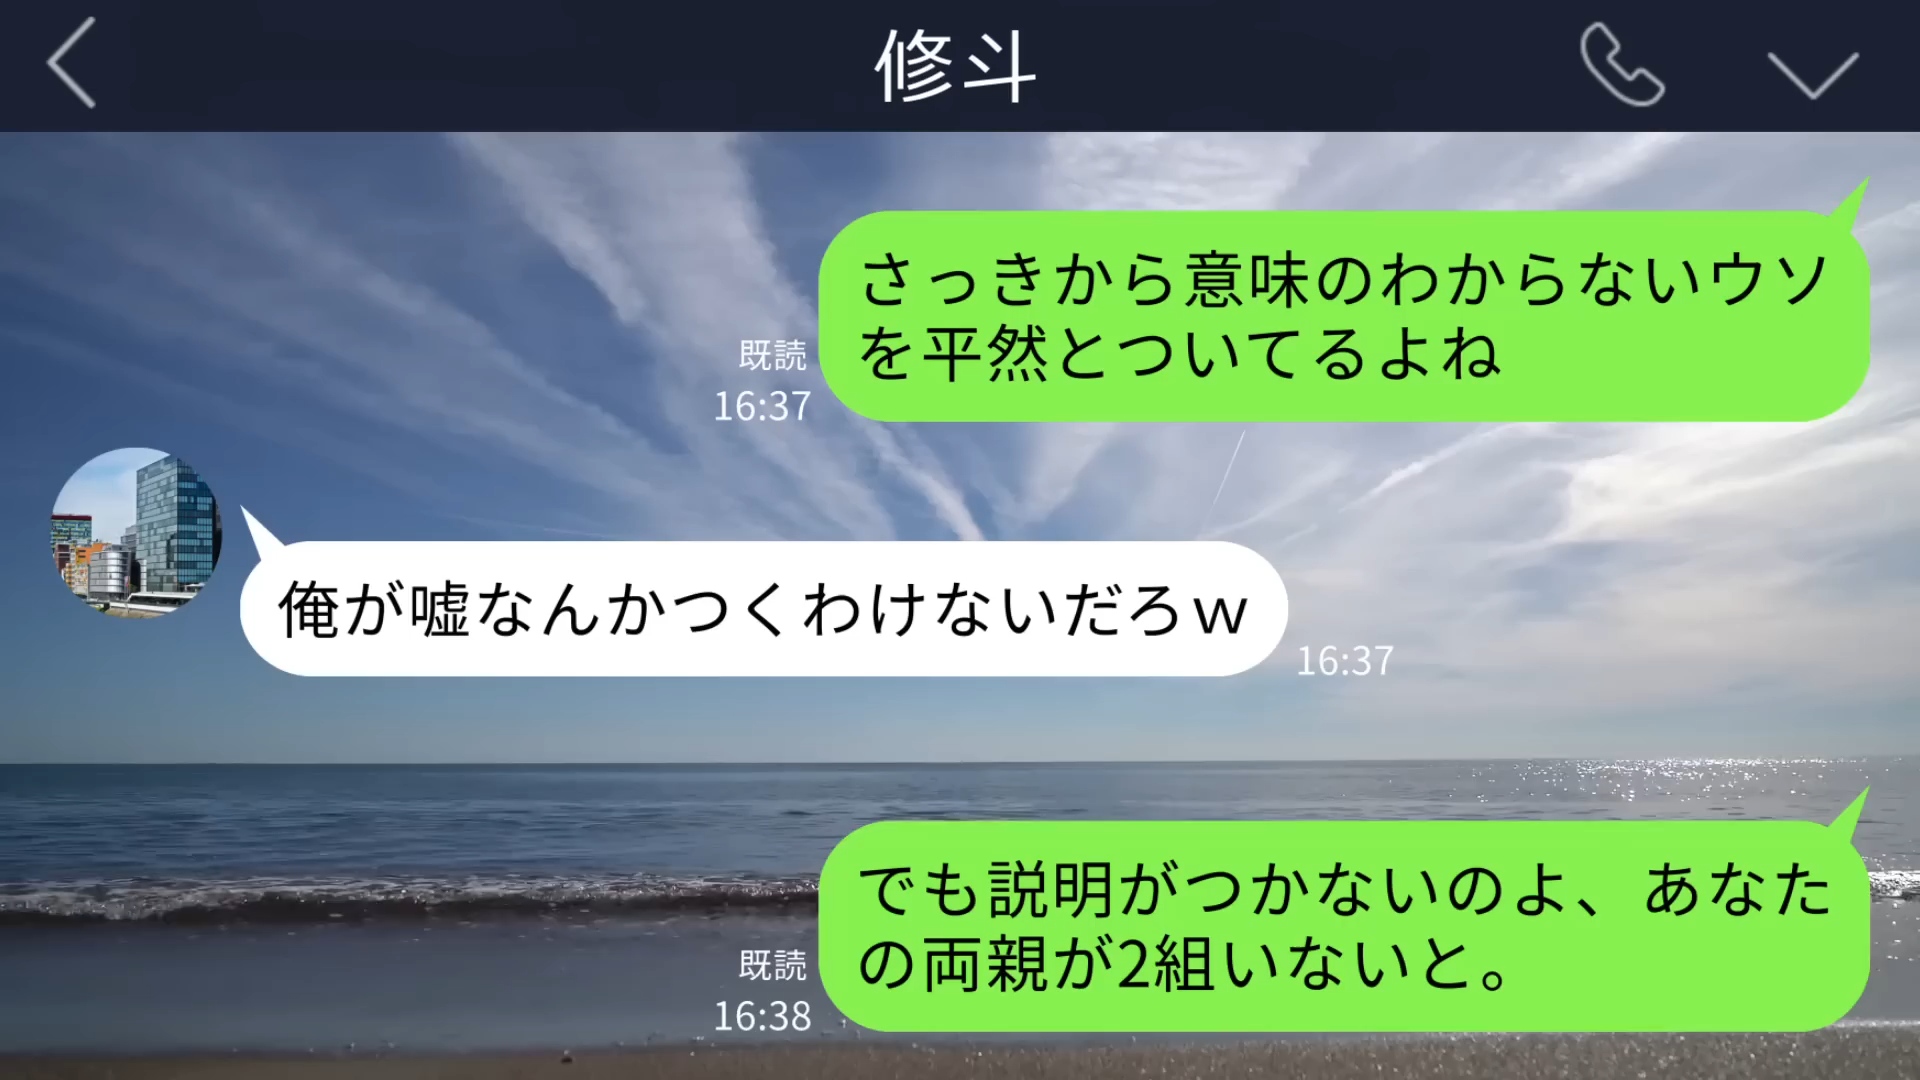 修斗
さっきから意味のわからないウソ
を平然とついてるよね
既読
16:37
俺が嘘なんかつくわけないだろｗ
16:37
でも説明がつかないのよ、あなた
の両親が2組いないと。
既読
16:38